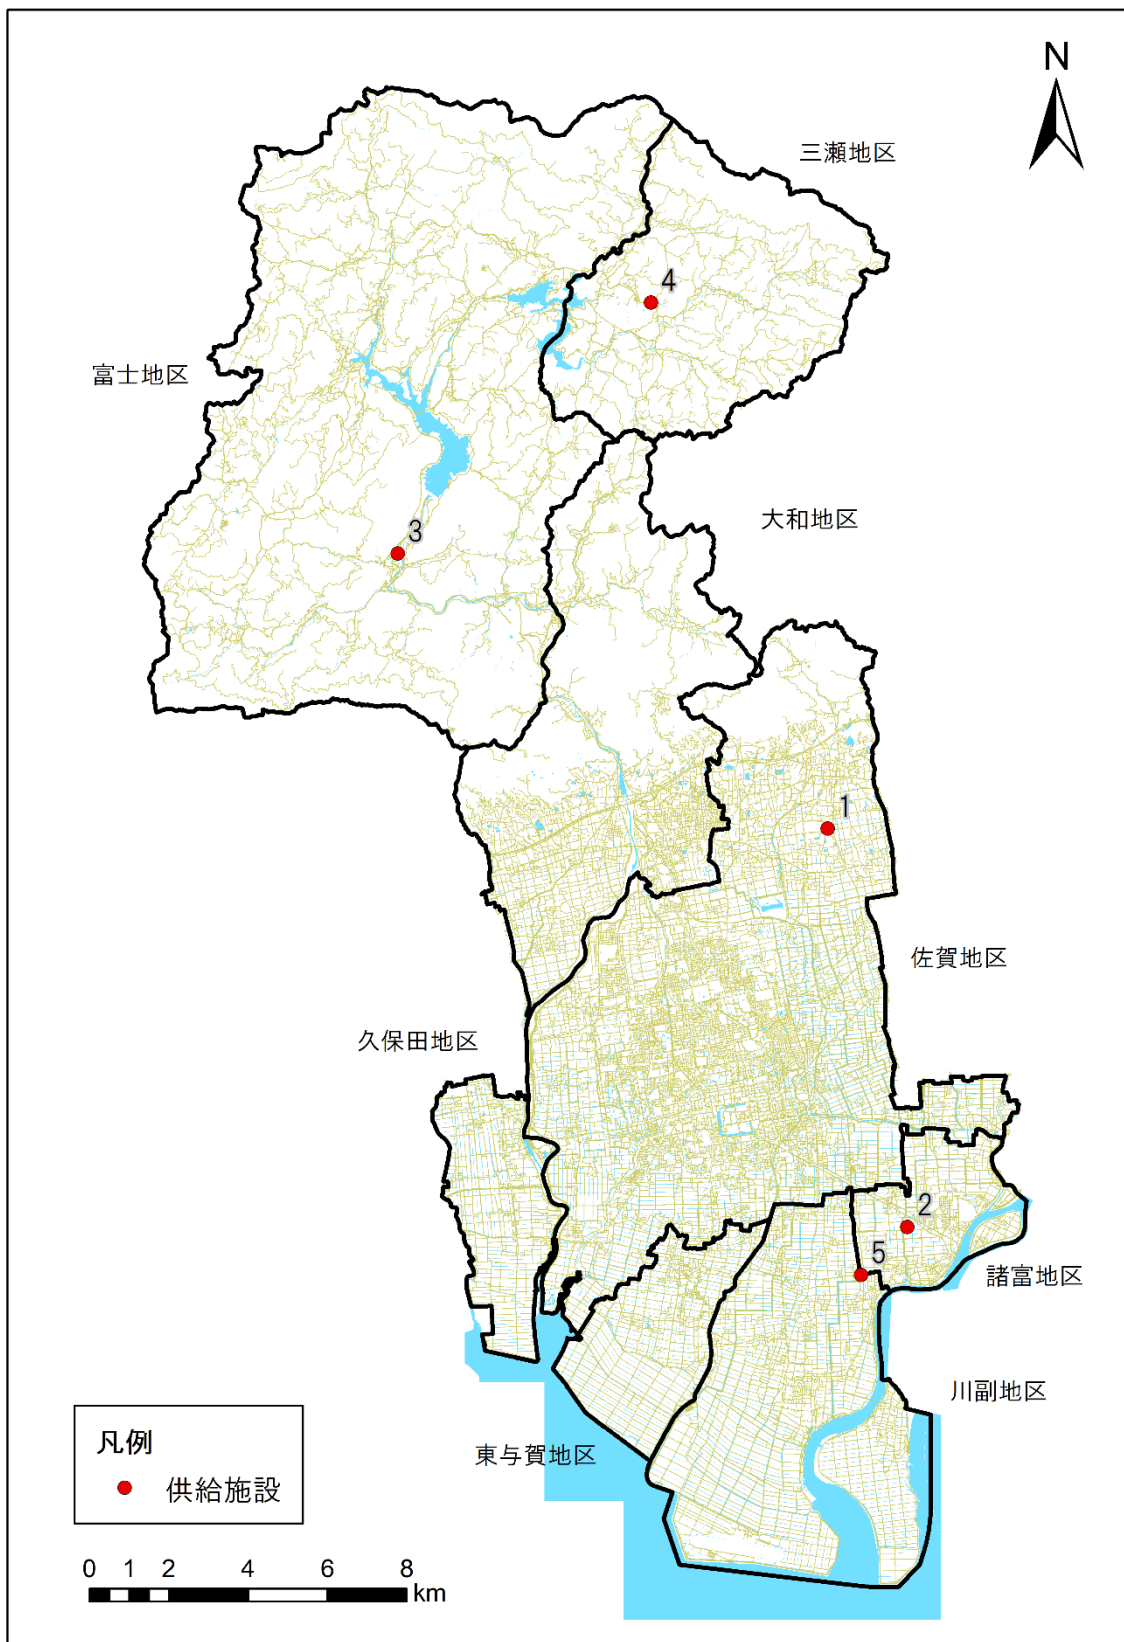 N
三瀬地区
4
富士地区
大和地区
3
1
佐賀地区
久保田地区
2
5
諸富地区
川副地区
東与賀地区
凡例
供給施設
0 1 2 4 6 8
km